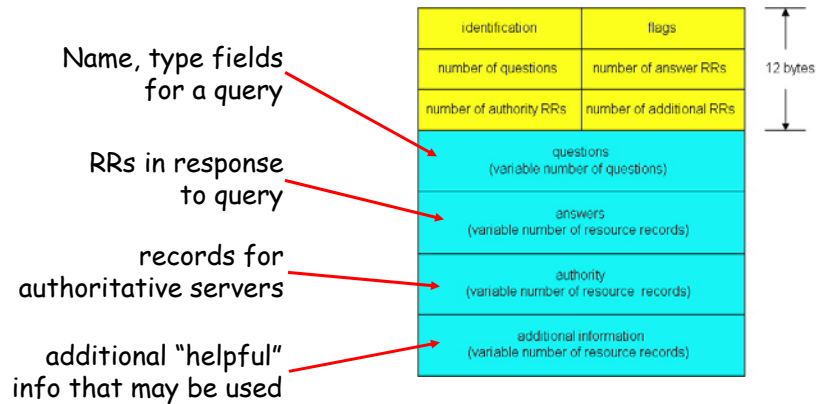 identification
flags
number of questions
number of answer RRs
number of authority RRs
number of additional RRs
12 bytes
Name, type fields
for a query
questions
(variable number of questions)
RRs in response
to query
answers
(variable number of resource records)
records for
authoritative servers
authority
(variable number of resource records)
additional "helpful"
info that may be used
additional information
(variable number of resource records)